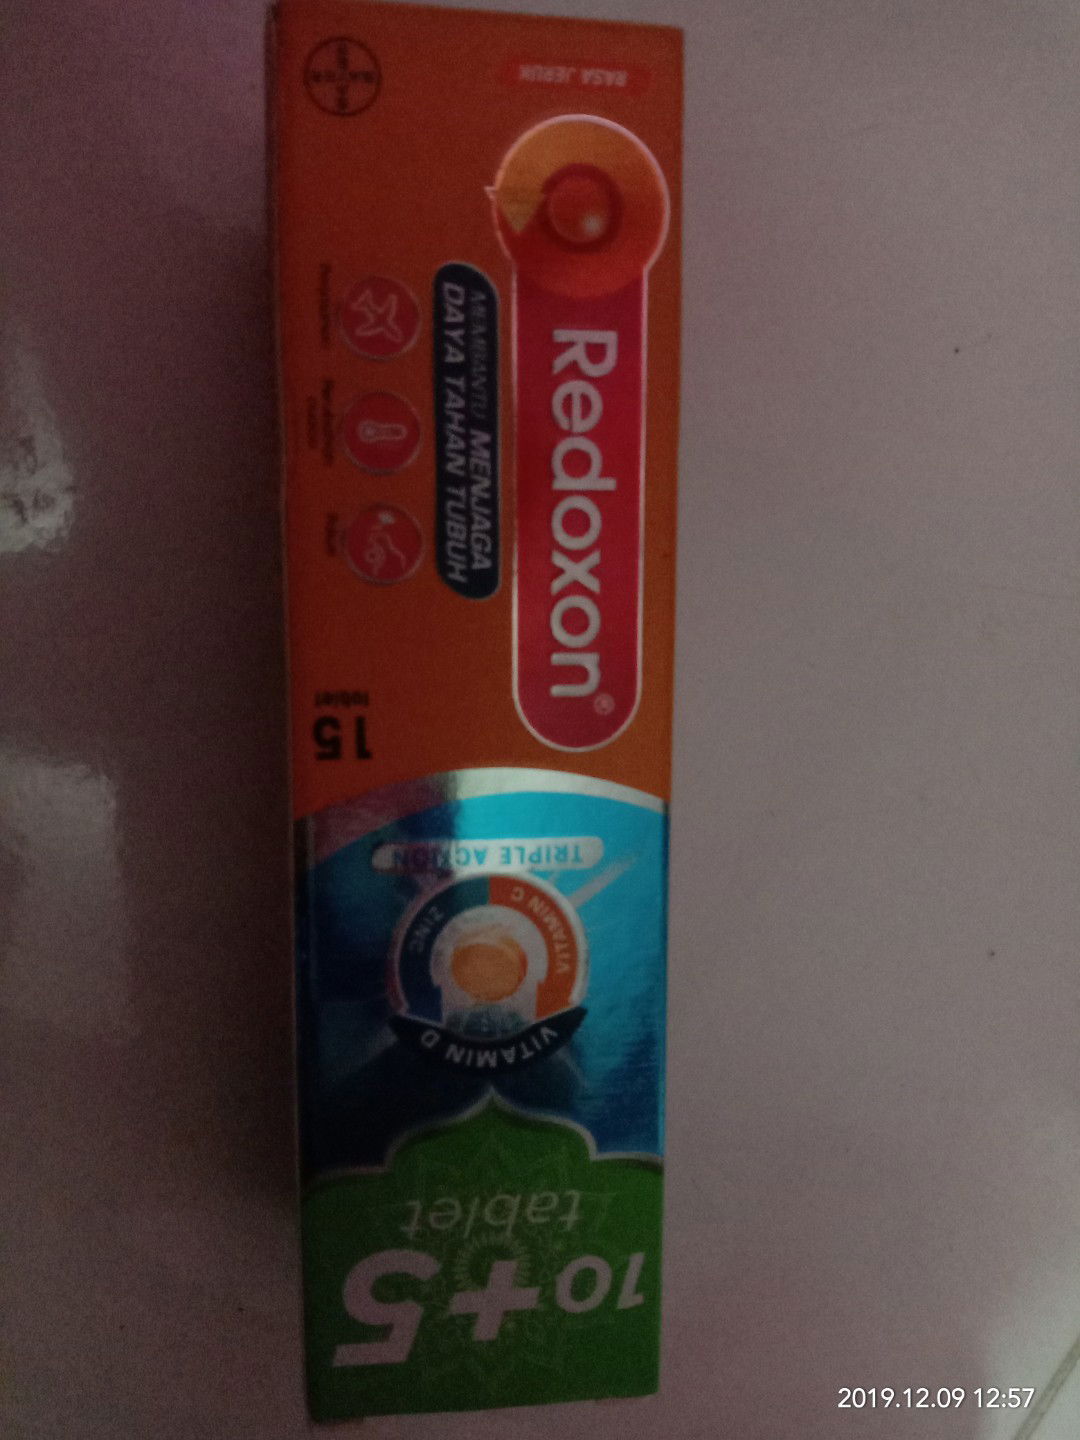 RASA JERUK
BAYER
Redoxon®
MEMBANTU MENJAGA
DAYA TAHAN TUBUH
15
tablet
TRIPLE ACTION
VITAMIN C
ZINC
VITAMIN D
10+5
tablet
2019.12.09 12:57